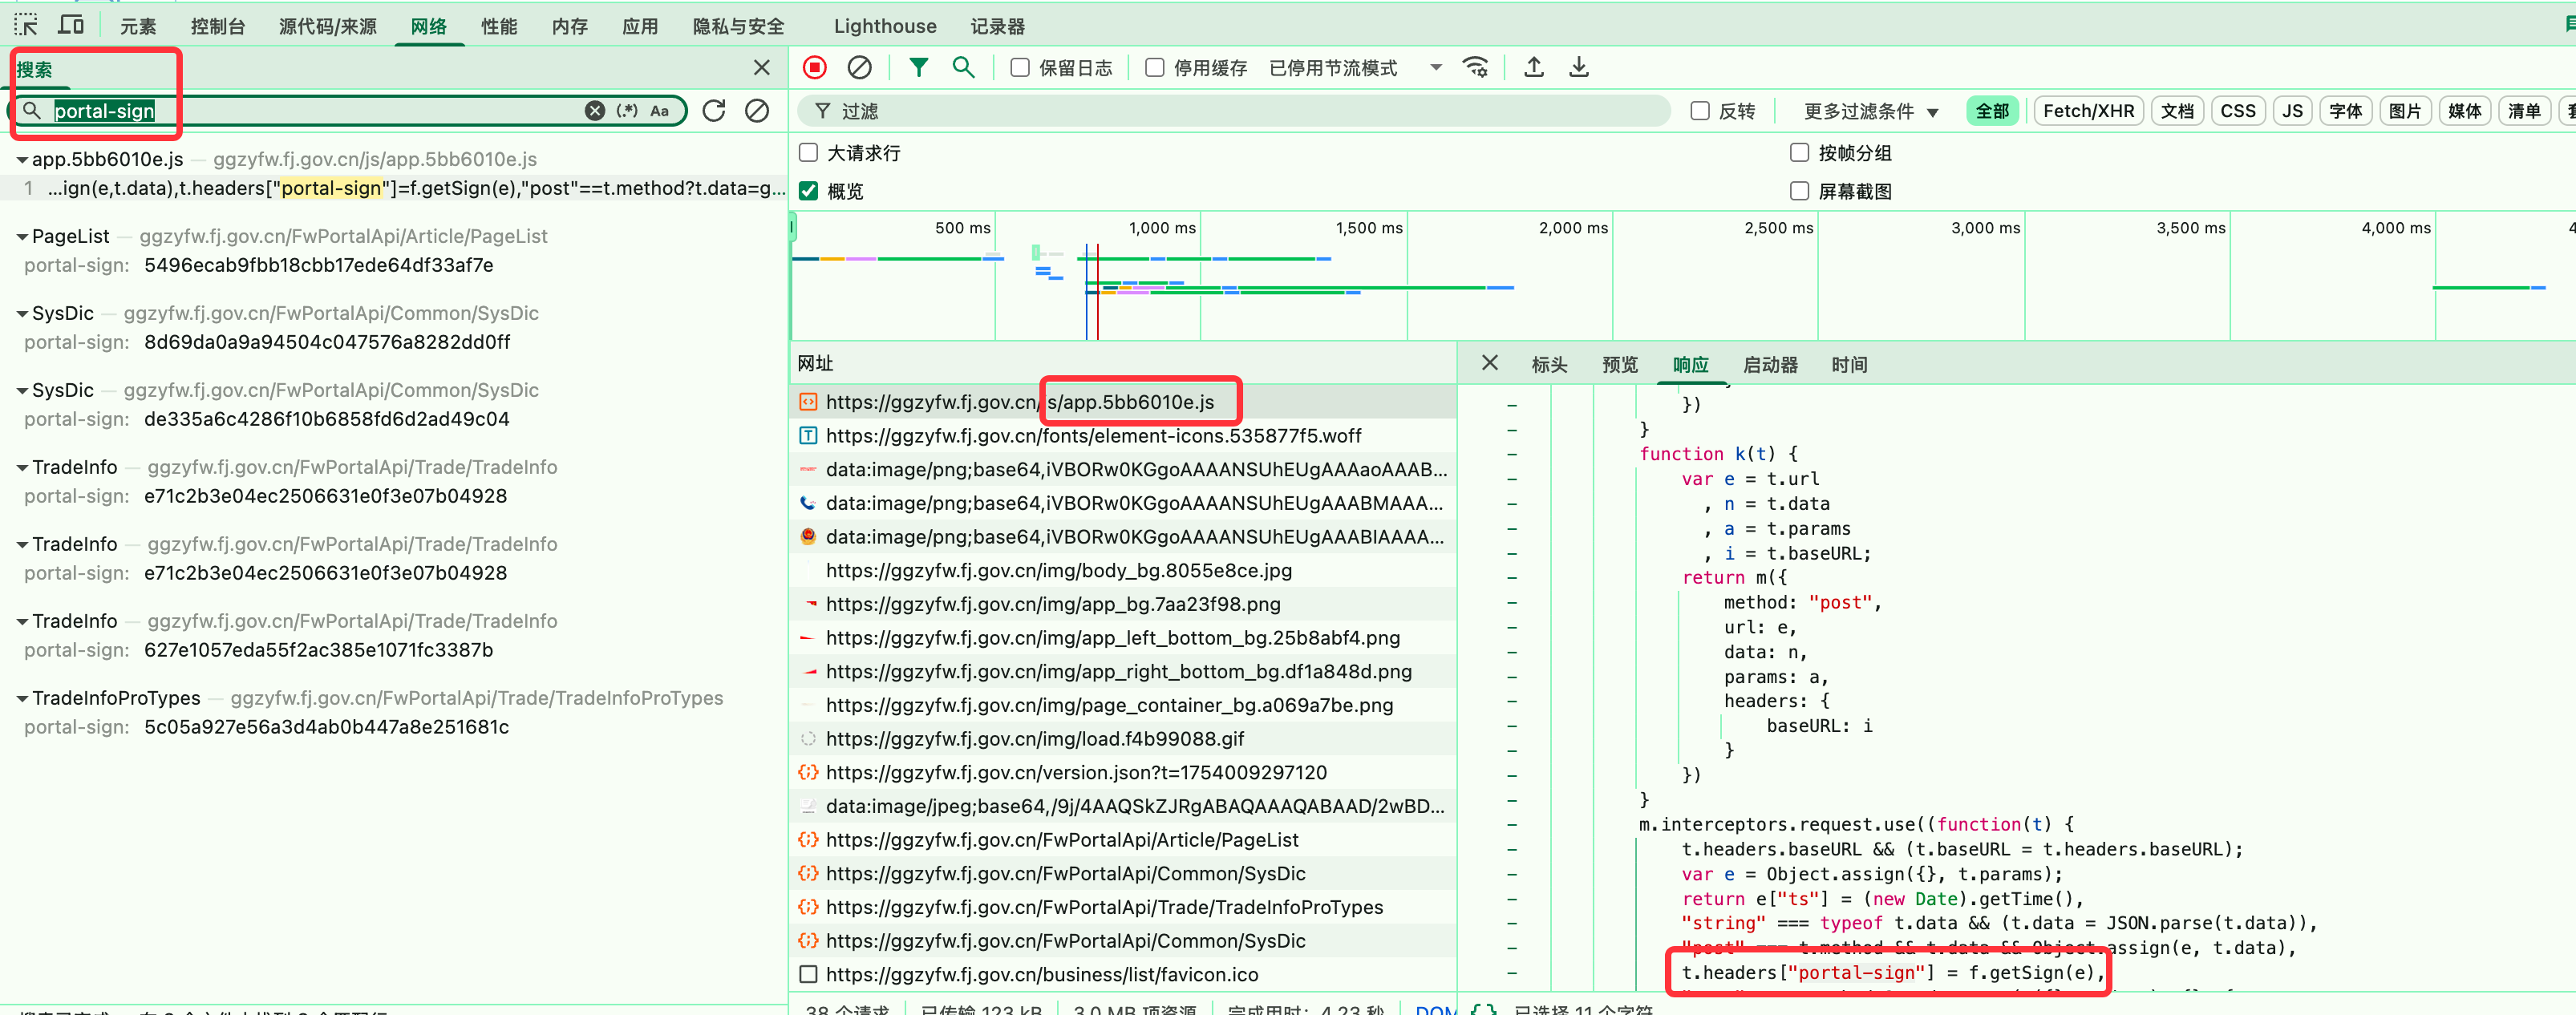 元素 控制台 源代码/来源 网络 性能 内存 应用 隐私与安全 Lighthouse 记录器
搜索
portal-sign (.*) Aa
app.5bb6010e.js — ggzyfw.fj.gov.cn/js/app.5bb6010e.js
1 …ign(e,t.data),t.headers["portal-sign"]=f.getSign(e),"post"==t.method?t.data=g…
PageList — ggzyfw.fj.gov.cn/FwPortalApi/Article/PageList
portal-sign: 5496ecab9fbb18cbb17ede64df33af7e
SysDic — ggzyfw.fj.gov.cn/FwPortalApi/Common/SysDic
portal-sign: 8d69da0a9a94504c047576a8282dd0ff
SysDic — ggzyfw.fj.gov.cn/FwPortalApi/Common/SysDic
portal-sign: de335a6c4286f10b6858fd6d2ad49c04
TradeInfo — ggzyfw.fj.gov.cn/FwPortalApi/Trade/TradeInfo
portal-sign: e71c2b3e04ec2506631e0f3e07b04928
TradeInfo — ggzyfw.fj.gov.cn/FwPortalApi/Trade/TradeInfo
portal-sign: e71c2b3e04ec2506631e0f3e07b04928
TradeInfo — ggzyfw.fj.gov.cn/FwPortalApi/Trade/TradeInfo
portal-sign: 627e1057eda55f2ac385e1071fc3387b
TradeInfoProTypes — ggzyfw.fj.gov.cn/FwPortalApi/Trade/TradeInfoProTypes
portal-sign: 5c05a927e56a3d4ab0b447a8e251681c
保留日志 停用缓存 已停用节流模式
过滤 反转 更多过滤条件 全部 Fetch/XHR 文档 CSS JS 字体 图片 媒体 清单
大请求行 按帧分组
概览 屏幕截图
500 ms 1,000 ms 1,500 ms 2,000 ms 2,500 ms 3,000 ms 3,500 ms 4,000 ms
网址
https://ggzyfw.fj.gov.cn/js/app.5bb6010e.js
https://ggzyfw.fj.gov.cn/fonts/element-icons.535877f5.woff
data:image/png;base64,iVBORw0KGgoAAAANSUhEUgAAAaoAAAB…
data:image/png;base64,iVBORw0KGgoAAAANSUhEUgAAABMAAA…
data:image/png;base64,iVBORw0KGgoAAAANSUhEUgAAABIAAAA…
https://ggzyfw.fj.gov.cn/img/body_bg.8055e8ce.jpg
https://ggzyfw.fj.gov.cn/img/app_bg.7aa23f98.png
https://ggzyfw.fj.gov.cn/img/app_left_bottom_bg.25b8abf4.png
https://ggzyfw.fj.gov.cn/img/app_right_bottom_bg.df1a848d.png
https://ggzyfw.fj.gov.cn/img/page_container_bg.a069a7be.png
https://ggzyfw.fj.gov.cn/img/load.f4b99088.gif
https://ggzyfw.fj.gov.cn/version.json?t=1754009297120
data:image/jpeg;base64,/9j/4AAQSkZJRgABAQAAAQABAAD/2wBD…
https://ggzyfw.fj.gov.cn/FwPortalApi/Article/PageList
https://ggzyfw.fj.gov.cn/FwPortalApi/Common/SysDic
https://ggzyfw.fj.gov.cn/FwPortalApi/Trade/TradeInfoProTypes
https://ggzyfw.fj.gov.cn/FwPortalApi/Common/SysDic
https://ggzyfw.fj.gov.cn/business/list/favicon.ico
38 个请求 已传输 123 kB 3.0 MB 项资源 完成用时：4.23 秒 DOM
标头 预览 响应 启动器 时间
})
}
function k(t) {
var e = t.url
, n = t.data
, a = t.params
, i = t.baseURL;
return m({
method: "post",
url: e,
data: n,
params: a,
headers: {
baseURL: i
}
})
}
m.interceptors.request.use((function(t) {
t.headers.baseURL && (t.baseURL = t.headers.baseURL);
var e = Object.assign({}, t.params);
return e["ts"] = (new Date).getTime(),
"string" === typeof t.data && (t.data = JSON.parse(t.data)),
"post" === t.method && t.data && Object.assign(e, t.data),
t.headers["portal-sign"] = f.getSign(e),
{} 已选择 11 个字符